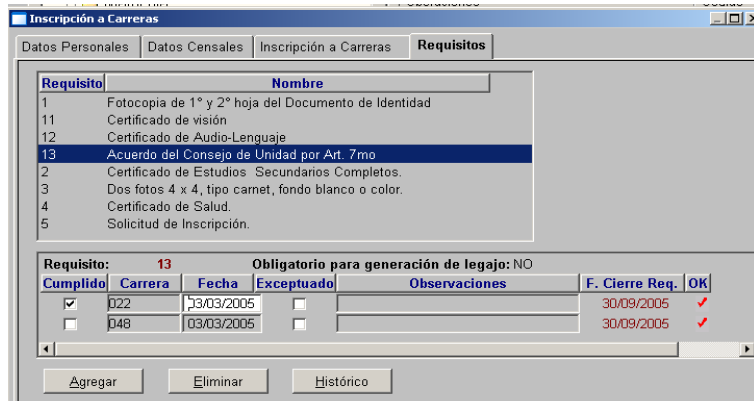 Inscripción a Carreras
Datos Personales Datos Censales Inscripción a Carreras Requisitos
Requisito Nombre
1 Fotocopia de 1° y 2° hoja del Documento de Identidad
11 Certificado de visión
12 Certificado de Audio-Lenguaje
13 Acuerdo del Consejo de Unidad por Art. 7mo
2 Certificado de Estudios Secundarios Completos.
3 Dos fotos 4 x 4, tipo carnet, fondo blanco o color.
4 Certificado de Salud.
5 Solicitud de Inscripción.
Requisito: 13 Obligatorio para generación de legajo: NO
Cumplido Carrera Fecha Exceptuado Observaciones F. Cierre Req. OK
022 03/03/2005 30/09/2005
048 03/03/2005 30/09/2005
Agregar Eliminar Histórico